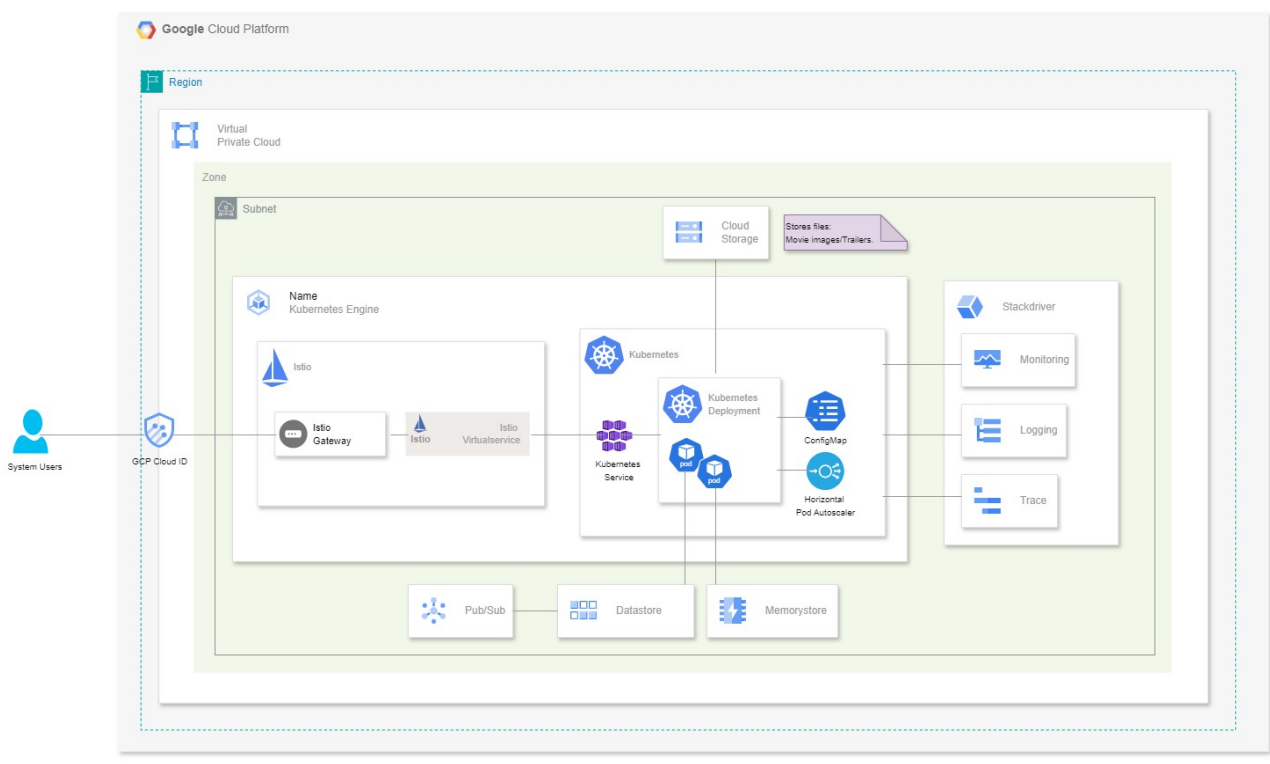 Google Cloud Platform
Region
Virtual
Private Cloud
Zone
Subnet
Cloud
Storage
Stores files:
Movie images/Trailers.
Name
Kubernetes Engine
Stackdriver
Istio
Kubernetes
Monitoring
Kubernetes
Deployment
Istio
Gateway
Istio
Istio
Virtualservice
ConfigMap
Logging
System Users
GCP Cloud ID
Kubernetes
Service
pod
pod
Horizontal
Pod Autoscaler
Trace
Pub/Sub
Datastore
Memorystore